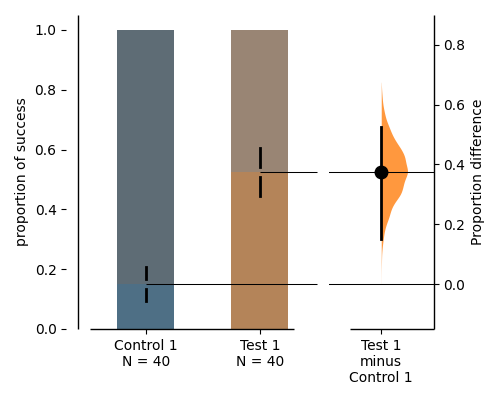 proportion of success
1.0
0.8
0.6
0.4
0.2
0.0
Control 1
N = 40
Test 1
N = 40
Test 1
minus
Control 1
0.8
0.6
0.4
0.2
0.0
Proportion difference